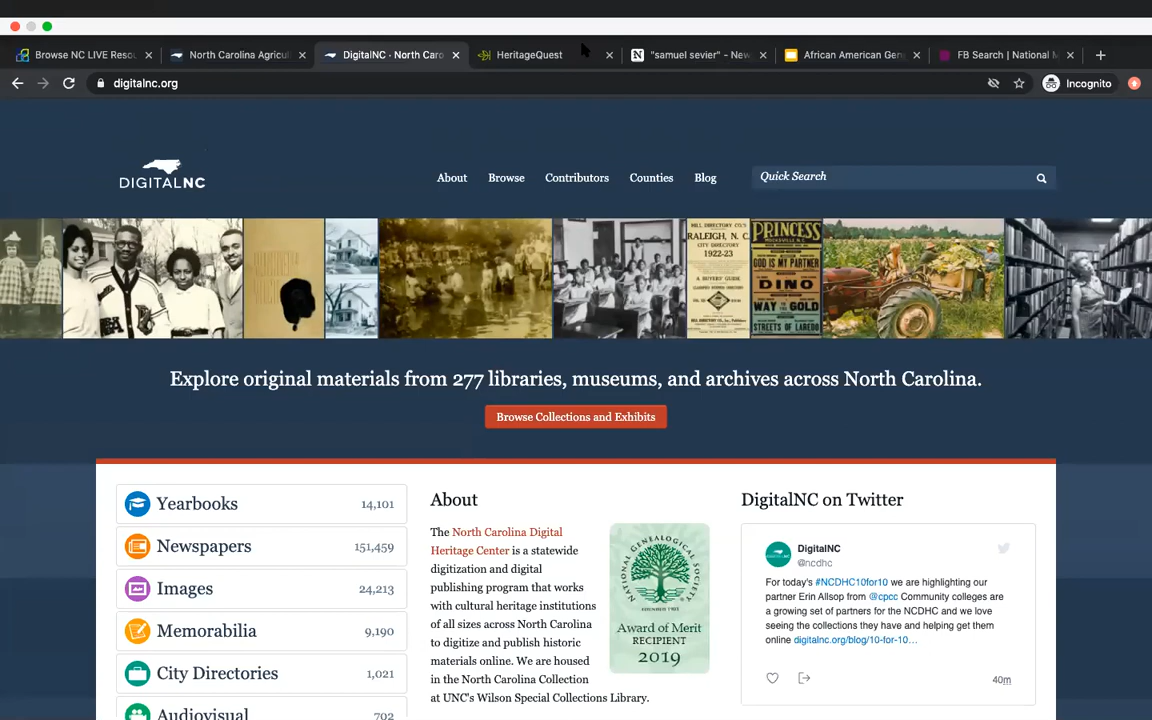 Browse NC LIVE Resou
North Carolina Agricul
DigitalNC · North Caro
HeritageQuest
"samuel sevier" - New
African American Gen
FB Search | National M
digitalnc.org
Incognito
DIGITALNC
About
Browse
Contributors
Counties
Blog
Quick Search
HILL DIRECTORY CO.'S
RALEIGH, N. C.
CITY DIRECTORY
1922-23
A BUYERS' GUIDE
PRINCESS
GOD IS MY PARTNER
DINO
WAY THE GOLD
STREETS OF LAREDO
Explore original materials from 277 libraries, museums, and archives across North Carolina.
Browse Collections and Exhibits
Yearbooks 14,101
Newspapers 151,459
Images 24,213
Memorabilia 9,190
City Directories 1,021
Audiovisual 702
About
The North Carolina Digital
Heritage Center is a statewide
digitization and digital
publishing program that works
with cultural heritage institutions
of all sizes across North Carolina
to digitize and publish historic
materials online. We are housed
in the North Carolina Collection
at UNC's Wilson Special Collections Library.
NATIONAL GENEALOGICAL SOCIETY
FOUNDED 1903
Award of Merit
RECIPIENT
2019
DigitalNC on Twitter
DigitalNC
@ncdhc
For today's #NCDHC10for10 we are highlighting our
partner Erin Allsop from @cpcc Community colleges are
a growing set of partners for the NCDHC and we love
seeing the collections they have and helping get them
online digitalnc.org/blog/10-for-10…
40m